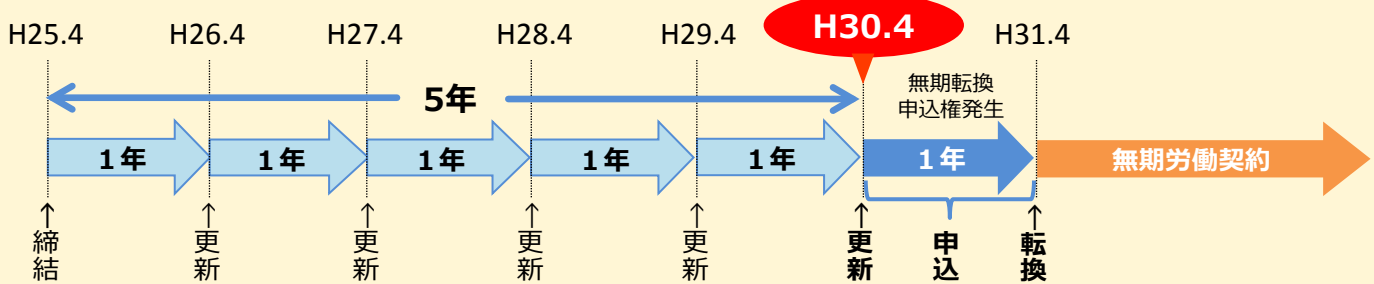 H25.4 H26.4 H27.4 H28.4 H29.4 H30.4 H31.4
5年
無期転換
申込権発生
1年 1年 1年 1年 1年 1年 無期労働契約
↑締結 ↑更新 ↑更新 ↑更新 ↑更新 ↑更新 申込 ↑転換